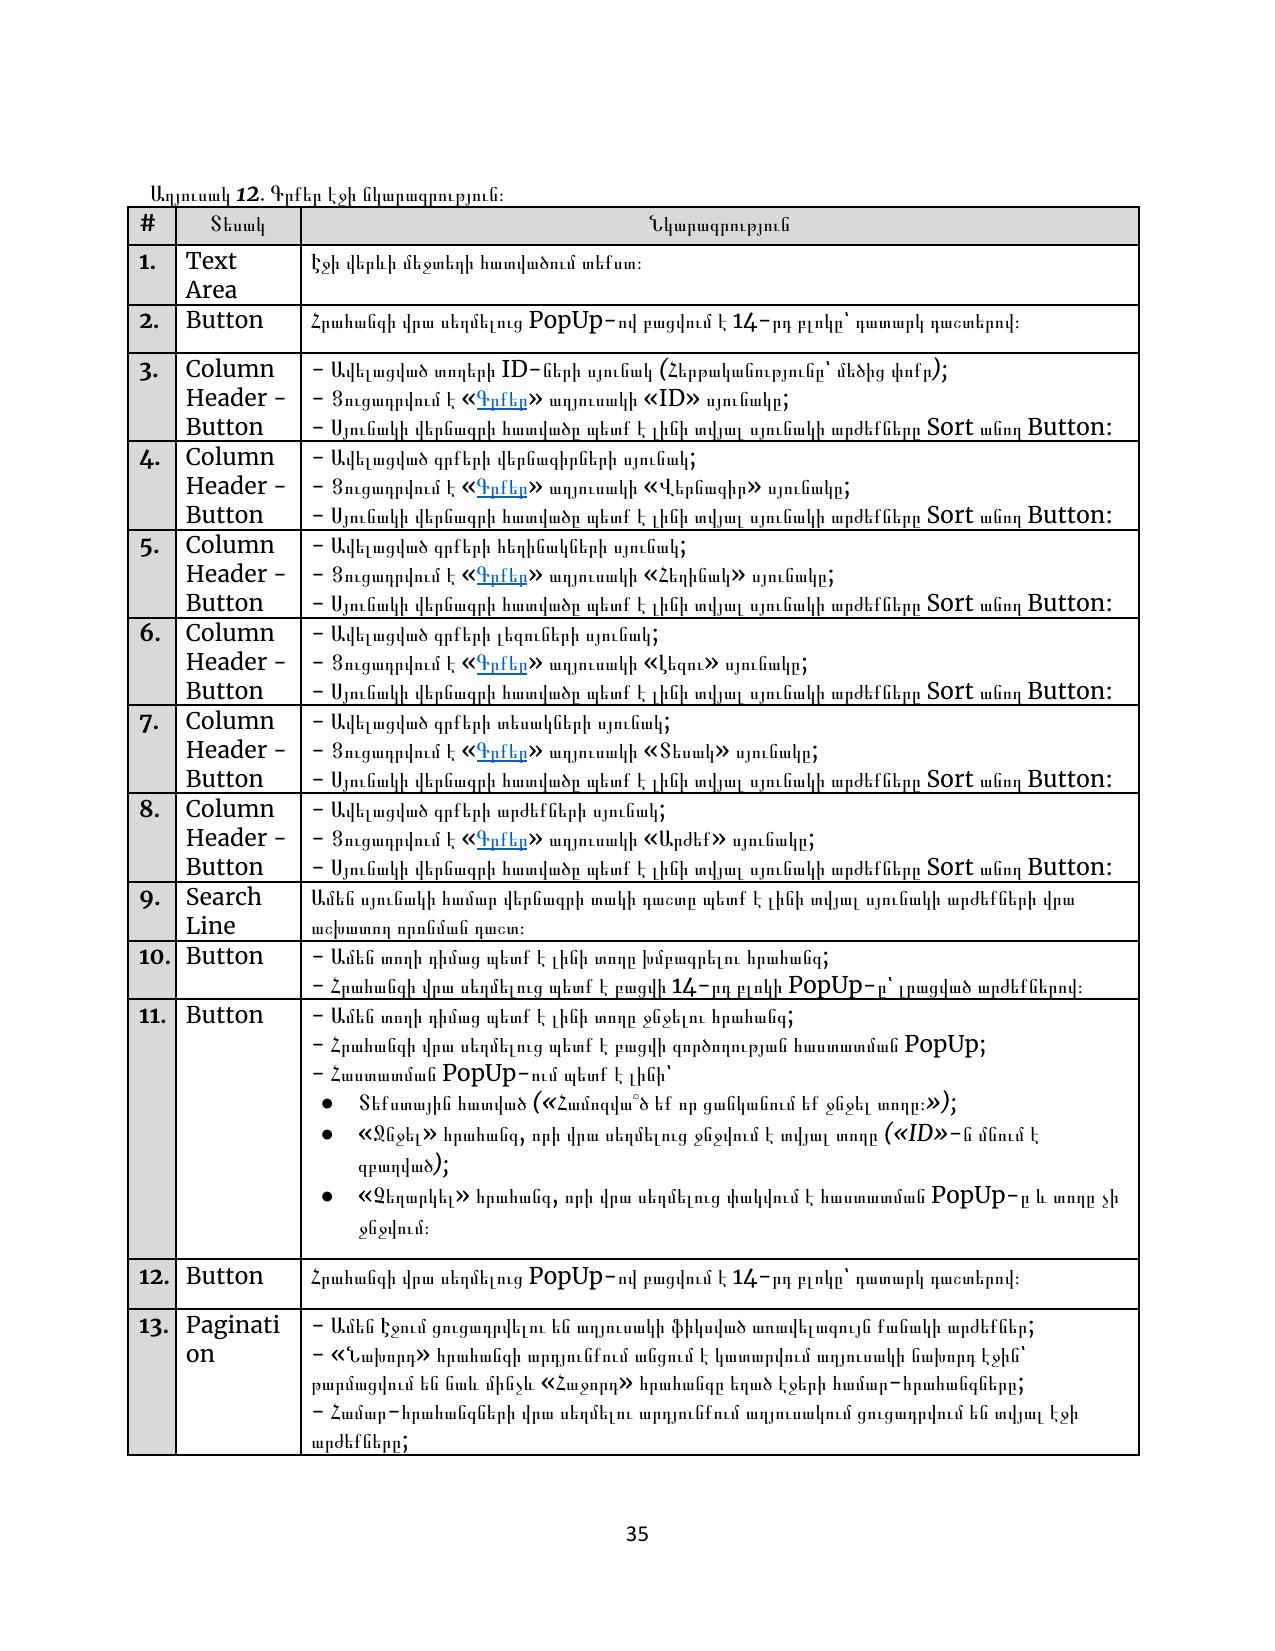 Աղյուսակ 12. Գրքեր էջի նկարագրություն:
# Տեսակ Նկարագրություն
1. Text Էջի վերևի մեջտեղի հատվածում տեքստ:
Area
2. Button Հրահանգի վրա սեղմելուց PopUp-ով բացվում է 14-րդ բլոկը՝ դատարկ դաշտերով:
3. Column - Ավելացված տողերի ID-ների սյունակ (Հերթականությունը՝ մեծից փոքր);
Header - - Ցուցադրվում է «Գրքեր» աղյուսակի «ID» սյունակը;
Button - Սյունակի վերնագրի հատվածը պետք է լինի տվյալ սյունակի արժեքները Sort անող Button:
4. Column - Ավելացված գրքերի վերնագիրների սյունակ;
Header - - Ցուցադրվում է «Գրքեր» աղյուսակի «Վերնագիր» սյունակը;
Button - Սյունակի վերնագրի հատվածը պետք է լինի տվյալ սյունակի արժեքները Sort անող Button:
5. Column - Ավելացված գրքերի հեղինակների սյունակ;
Header - - Ցուցադրվում է «Գրքեր» աղյուսակի «Հեղինակ» սյունակը;
Button - Սյունակի վերնագրի հատվածը պետք է լինի տվյալ սյունակի արժեքները Sort անող Button:
6. Column - Ավելացված գրքերի լեզուների սյունակ;
Header - - Ցուցադրվում է «Գրքեր» աղյուսակի «Լեզու» սյունակը;
Button - Սյունակի վերնագրի հատվածը պետք է լինի տվյալ սյունակի արժեքները Sort անող Button:
7. Column - Ավելացված գրքերի տեսակների սյունակ;
Header - - Ցուցադրվում է «Գրքեր» աղյուսակի «Տեսակ» սյունակը;
Button - Սյունակի վերնագրի հատվածը պետք է լինի տվյալ սյունակի արժեքները Sort անող Button:
8. Column - Ավելացված գրքերի արժեքների սյունակ;
Header - - Ցուցադրվում է «Գրքեր» աղյուսակի «Արժեք» սյունակը;
Button - Սյունակի վերնագրի հատվածը պետք է լինի տվյալ սյունակի արժեքները Sort անող Button:
9. Search Ամեն սյունակի համար վերնագրի տակի դաշտը պետք է լինի տվյալ սյունակի արժեքների վրա
Line աշխատող որոնման դաշտ:
10. Button - Ամեն տողի դիմաց պետք է լինի տողը խմբագրելու հրահանգ;
- Հրահանգի վրա սեղմելուց պետք է բացվի 14-րդ բլոկի PopUp-ը՝ լրացված արժեքներով:
11. Button - Ամեն տողի դիմաց պետք է լինի տողը ջնջելու հրահանգ;
- Հրահանգի վրա սեղմելուց պետք է բացվի գործողության հաստատման PopUp;
- Հաստատման PopUp-ում պետք է լինի՝
● Տեքստային հատված («Համոզվա՞ծ եք որ ցանկանում եք ջնջել տողը:»);
● «Ջնջել» հրահանգ, որի վրա սեղմելուց ջնջվում է տվյալ տողը («ID»-ն մնում է
զբաղված);
● «Չեղարկել» հրահանգ, որի վրա սեղմելուց փակվում է հաստատման PopUp-ը և տողը չի
ջնջվում:
12. Button Հրահանգի վրա սեղմելուց PopUp-ով բացվում է 14-րդ բլոկը՝ դատարկ դաշտերով:
13. Paginati - Ամեն էջում ցուցադրվելու են աղյուսակի ֆիկսված առավելագույն քանակի արժեքներ;
on - «Նախորդ» հրահանգի արդյունքում անցում է կատարվում աղյուսակի նախորդ էջին՝
թարմացվում են նաև մինչև «Հաջորդ» հրահանգը եղած էջերի համար-հրահանգները;
- Համար-հրահանգների վրա սեղմելու արդյունքում աղյուսակում ցուցադրվում են տվյալ էջի
արժեքները;
35